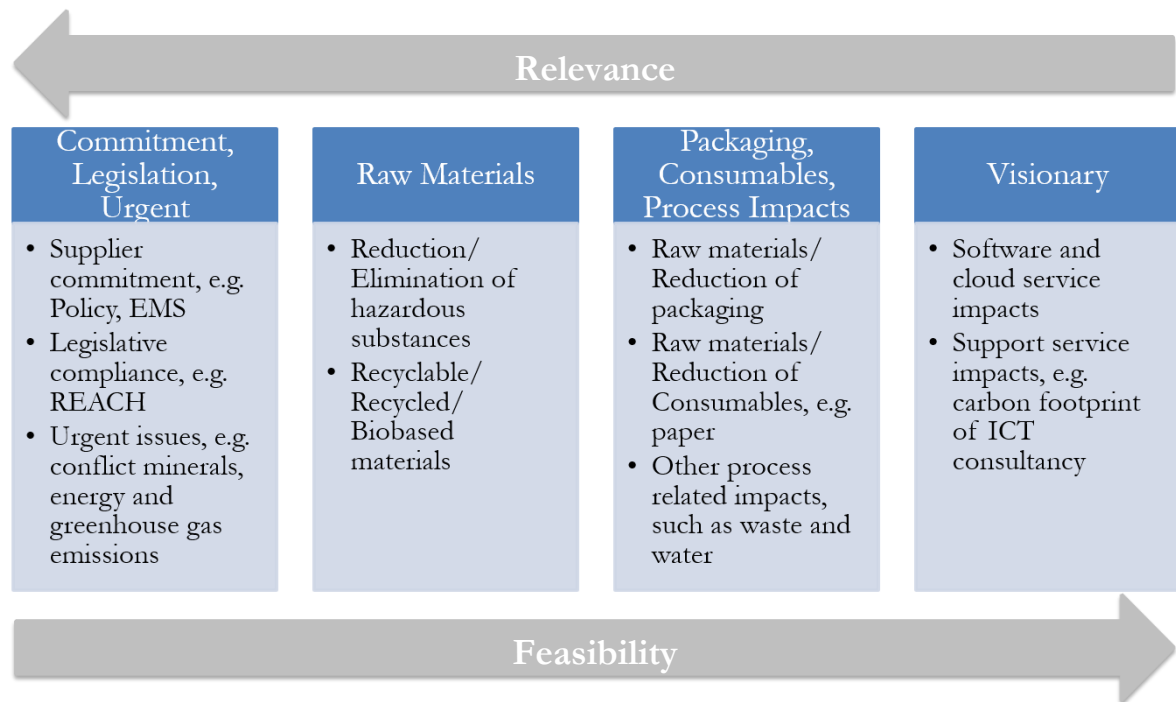 Relevance
Commitment,
Legislation,
Urgent
• Supplier
commitment, e.g.
Policy, EMS
• Legislative
compliance, e.g.
REACH
• Urgent issues, e.g.
conflict minerals,
energy and
greenhouse gas
emissions
Raw Materials
• Reduction/
Elimination of
hazardous
substances
• Recyclable/
Recycled/
Biobased
materials
Packaging,
Consumables,
Process Impacts
• Raw materials/
Reduction of
packaging
• Raw materials/
Reduction of
Consumables, e.g.
paper
• Other process
related impacts,
such as waste and
water
Visionary
• Software and
cloud service
impacts
• Support service
impacts, e.g.
carbon footprint
of ICT
consultancy
Feasibility